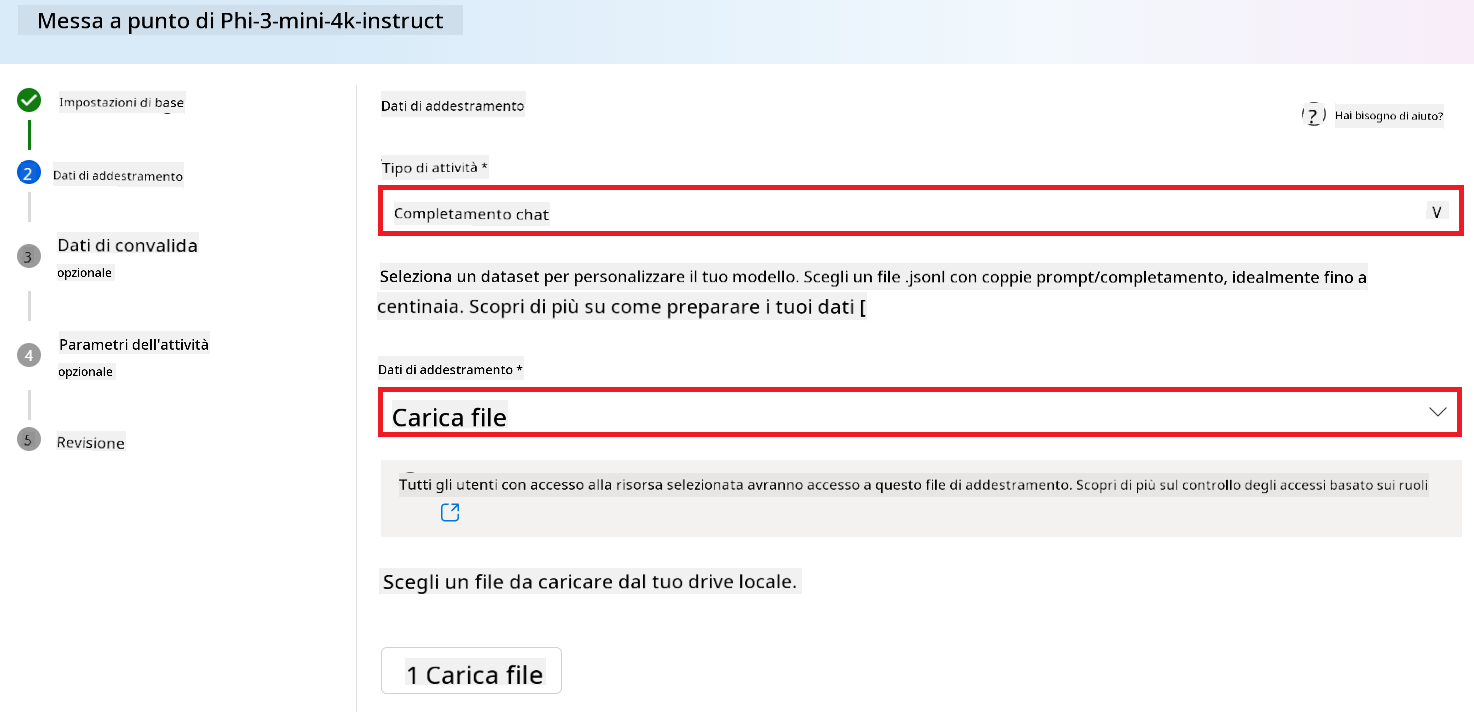 Messa a punto di Phi-3-mini-4k-instruct
Impostazioni di base
2 Dati di addestramento
3 Dati di convalida
opzionale
4 Parametri dell'attività
opzionale
5 Revisione
Dati di addestramento
? Hai bisogno di aiuto?
Tipo di attività *
Completamento chat V
Seleziona un dataset per personalizzare il tuo modello. Scegli un file .jsonl con coppie prompt/completamento, idealmente fino a
centinaia. Scopri di più su come preparare i tuoi dati [
Dati di addestramento *
Carica file
Tutti gli utenti con accesso alla risorsa selezionata avranno accesso a questo file di addestramento. Scopri di più sul controllo degli accessi basato sui ruoli
Scegli un file da caricare dal tuo drive locale.
1 Carica file